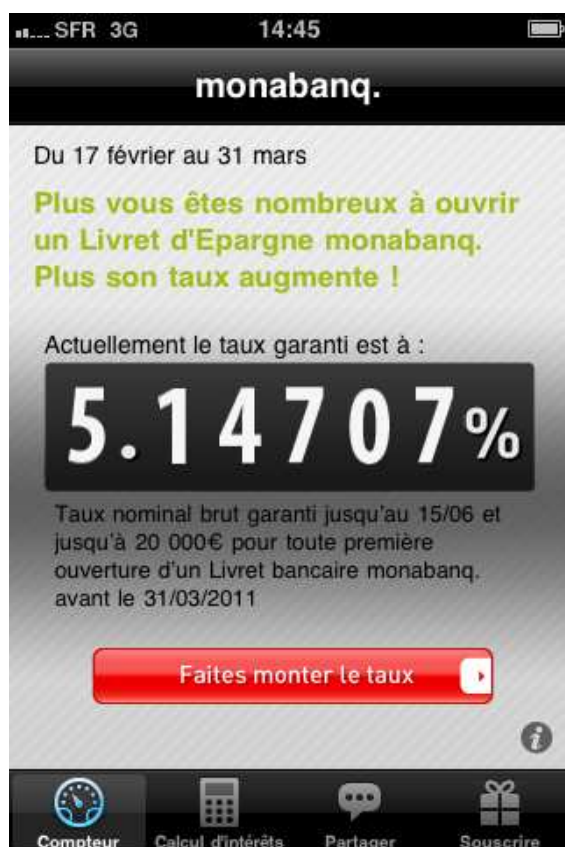 SFR 3G 14:45
monabanq.
Du 17 février au 31 mars
Plus vous êtes nombreux à ouvrir
un Livret d'Epargne monabanq.
Plus son taux augmente !
Actuellement le taux garanti est à :
5.14707%
Taux nominal brut garanti jusqu'au 15/06 et
jusqu'à 20 000€ pour toute première
ouverture d'un Livret bancaire monabanq.
avant le 31/03/2011
Faites monter le taux
Compteur Calcul d'intérêts Partager Souscrire